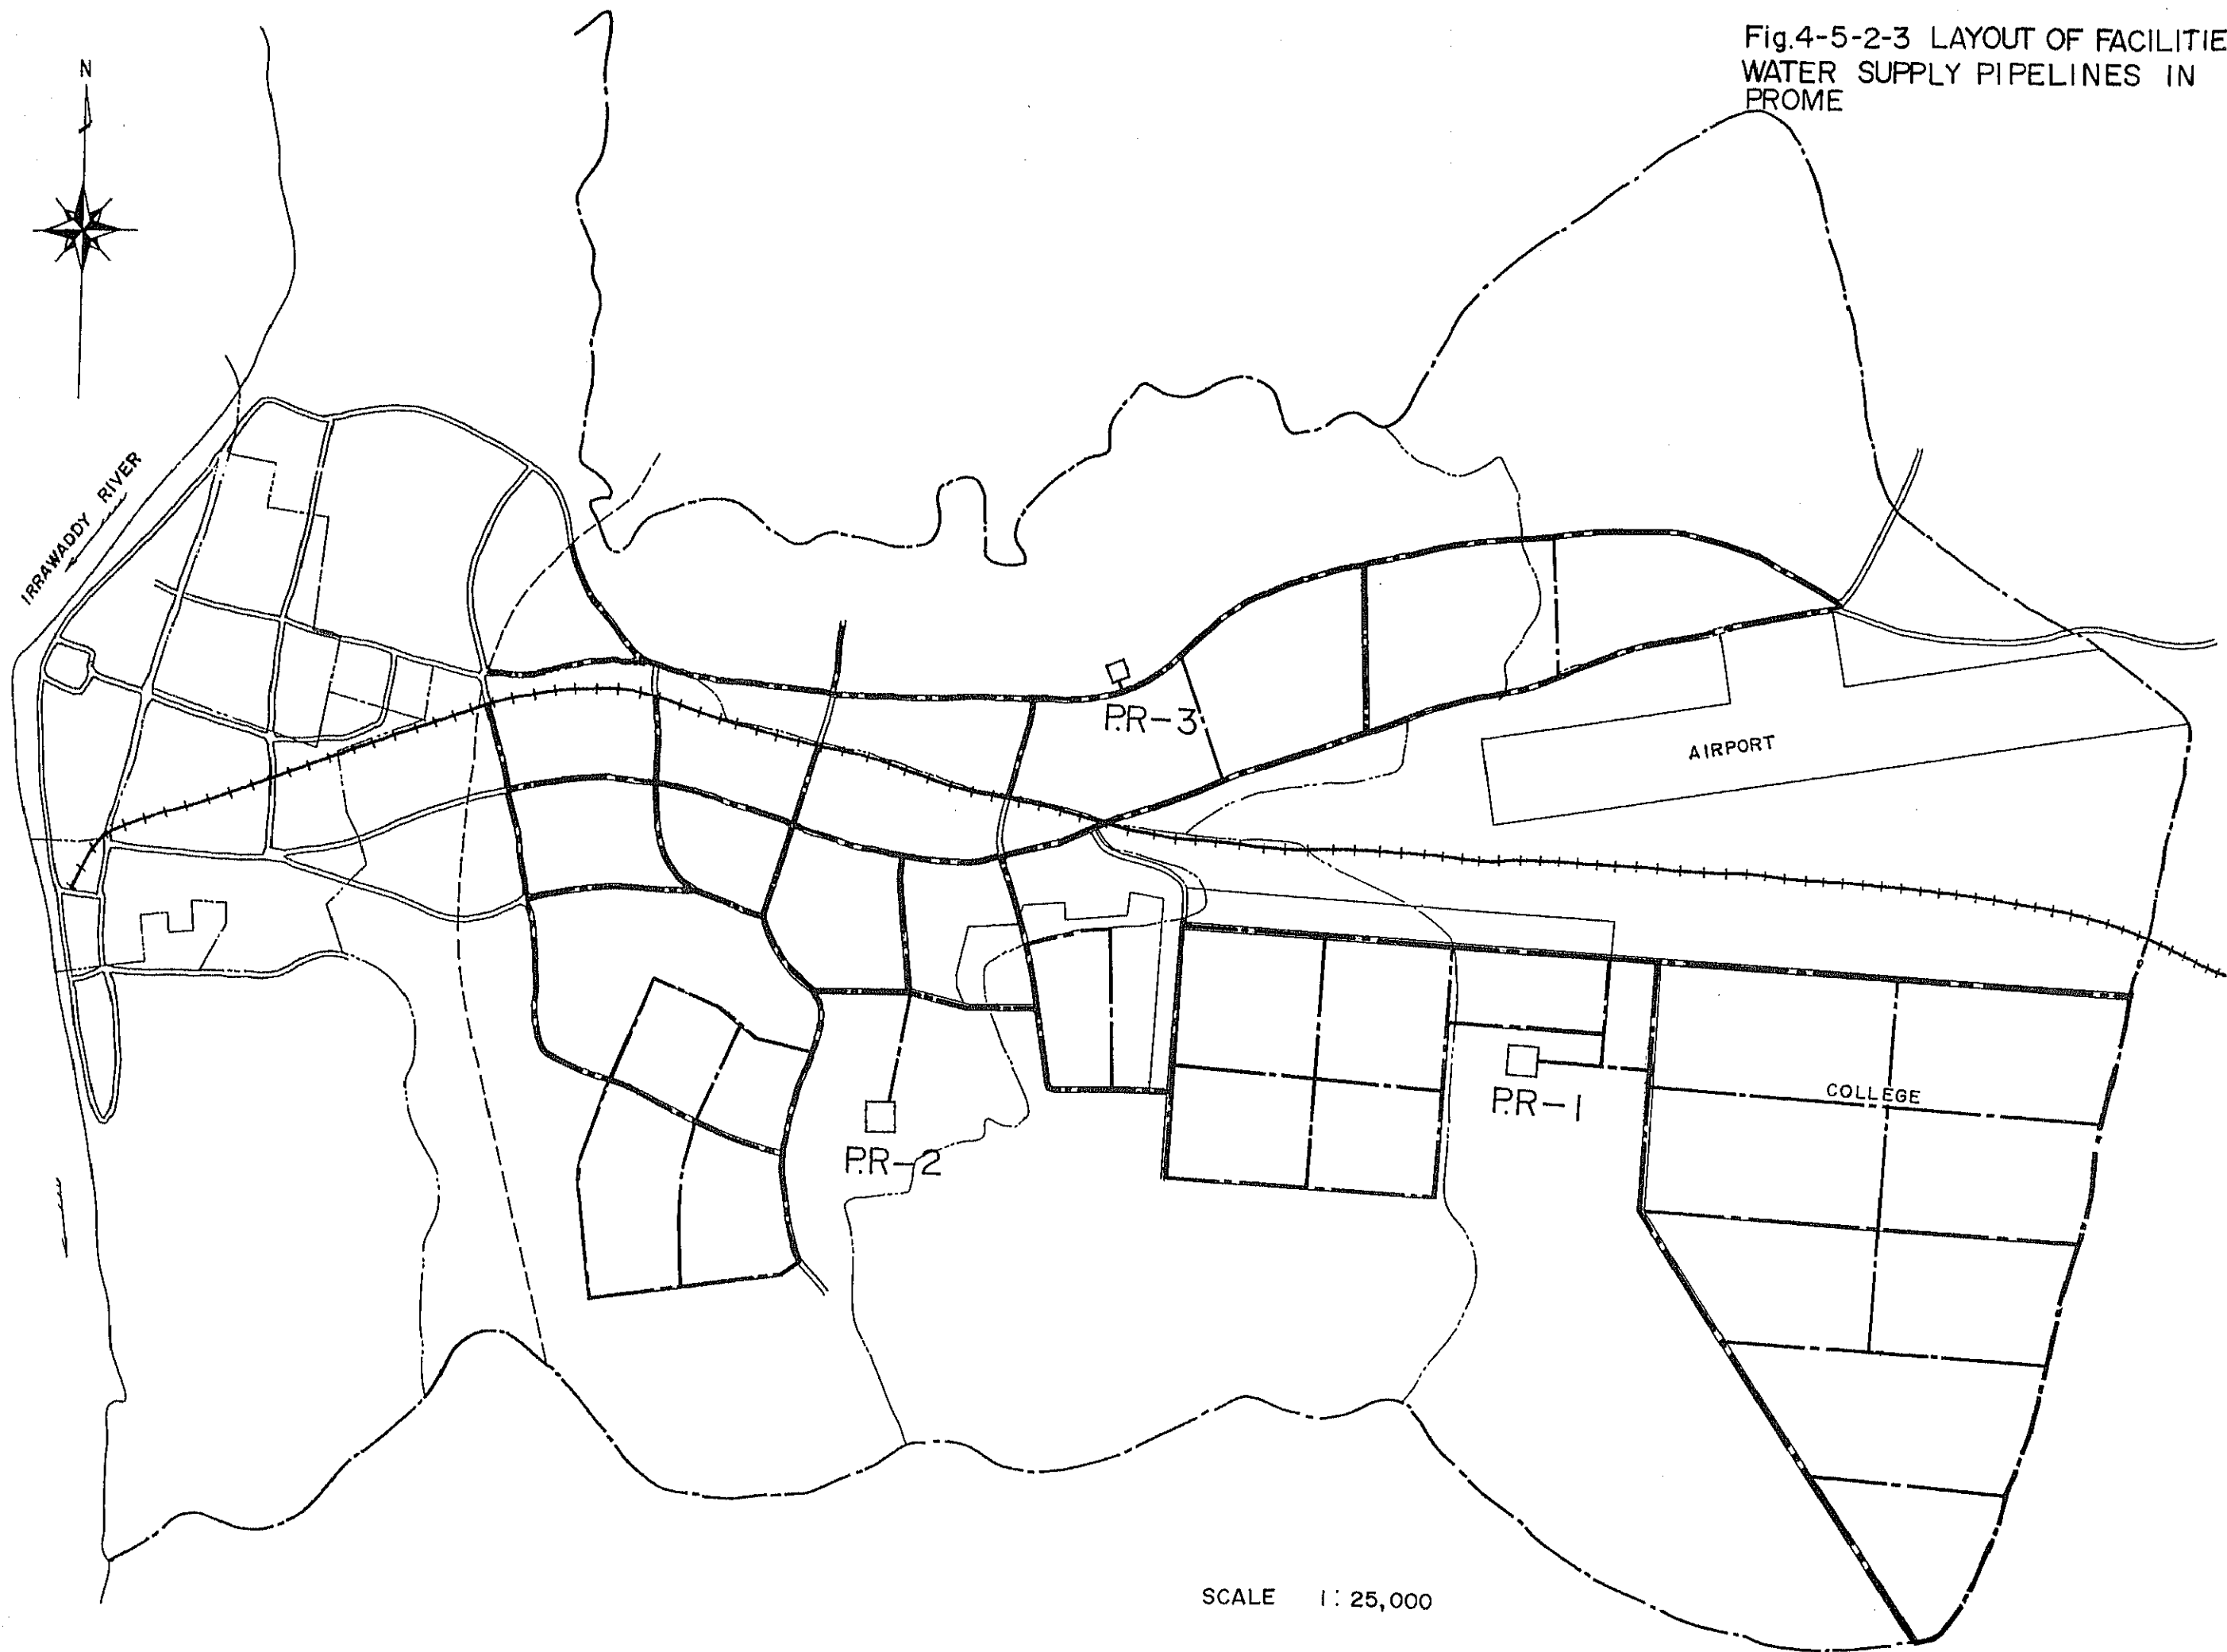 Fig.4-5-2-3 LAYOUT OF FACILITIE
WATER SUPPLY PIPELINES IN
PROME
N
IRRAWADDY RIVER
P.R-3
AIRPORT
P.R-1
COLLEGE
P.R-2
SCALE 1:25,000